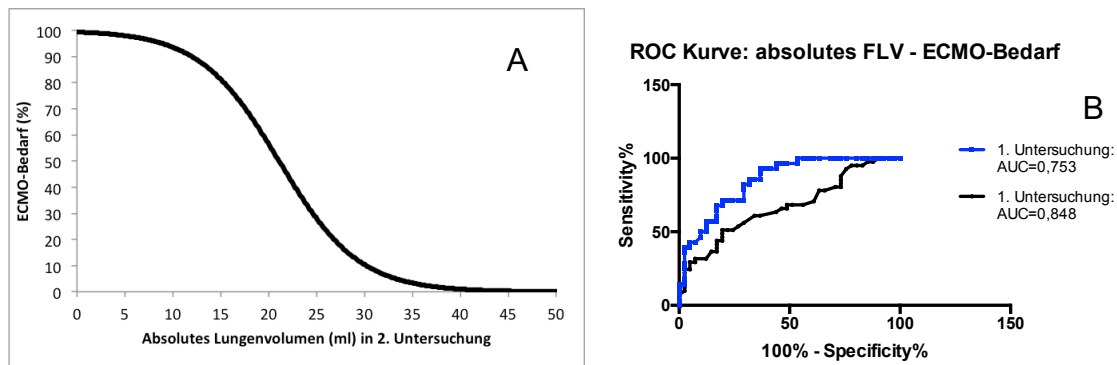 A
ECMO-Bedarf (%)
100
90
80
70
60
50
40
30
20
10
0
0 5 10 15 20 25 30 35 40 45 50
Absolutes Lungenvolumen (ml) in 2. Untersuchung
ROC Kurve: absolutes FLV - ECMO-Bedarf
B
Sensitivity%
150
100
50
0
0 50 100 150
100% - Specificity%
1. Untersuchung:
AUC=0,753
1. Untersuchung:
AUC=0,848